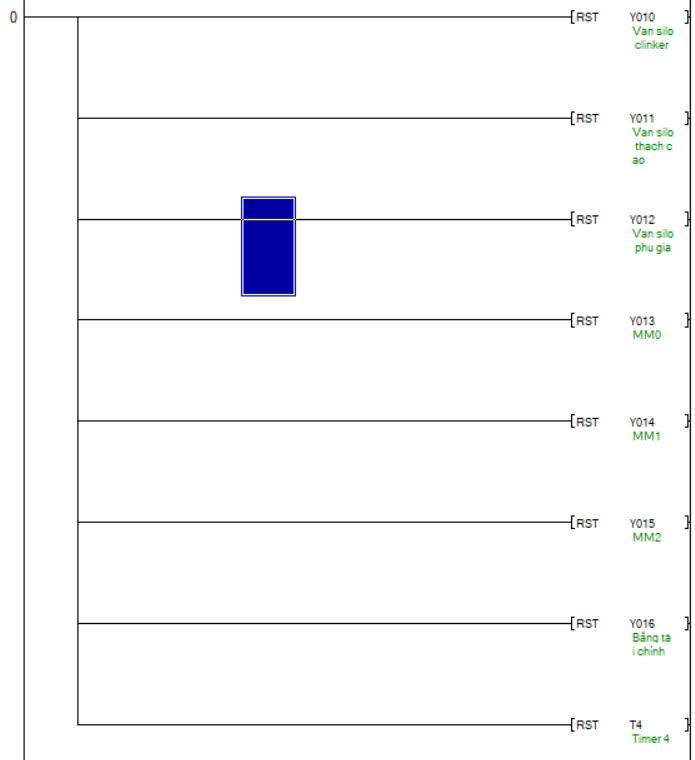 0
[RST Y010 ]
Van silo
clinker
[RST Y011 ]
Van silo
thach c
ao
[RST Y012 ]
Van silo
phu gia
[RST Y013 ]
MM0
[RST Y014 ]
MM1
[RST Y015 ]
MM2
[RST Y016 ]
Băng tả
i chính
[RST T4 ]
Timer 4